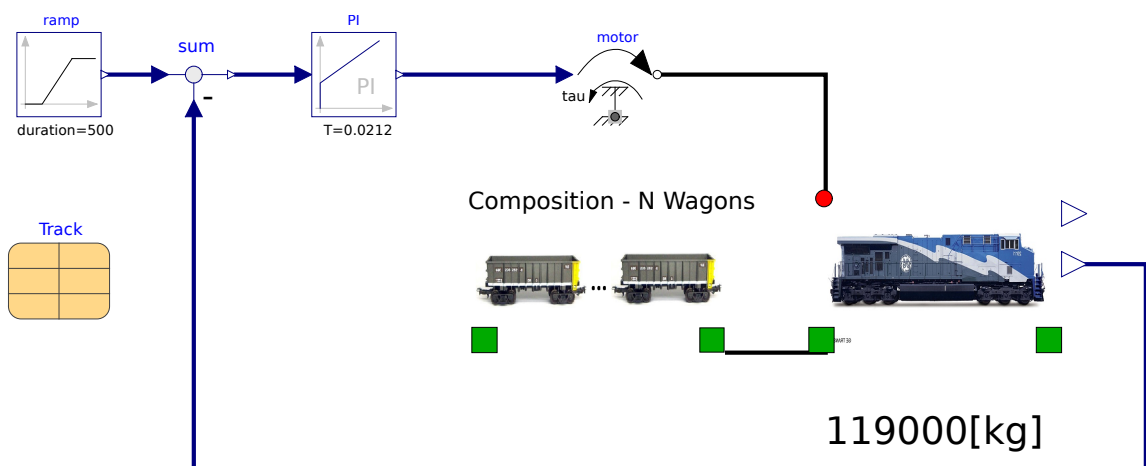 ramp
PI
sum
motor
PI
tau
-
duration=500
T=0.0212
Composition - N Wagons
Track
...
119000[kg]